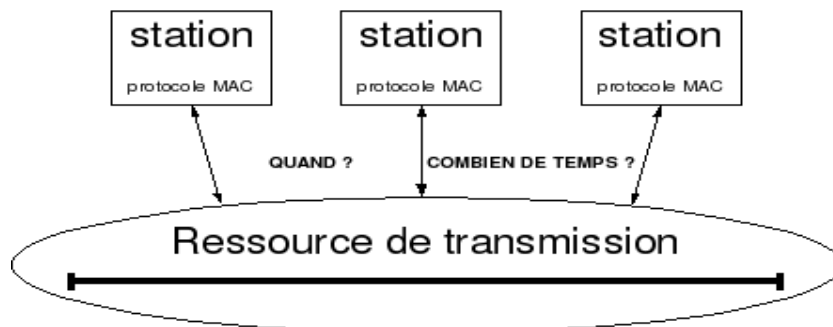 station station station
protocole MAC protocole MAC protocole MAC
QUAND ? COMBIEN DE TEMPS ?
Ressource de transmission